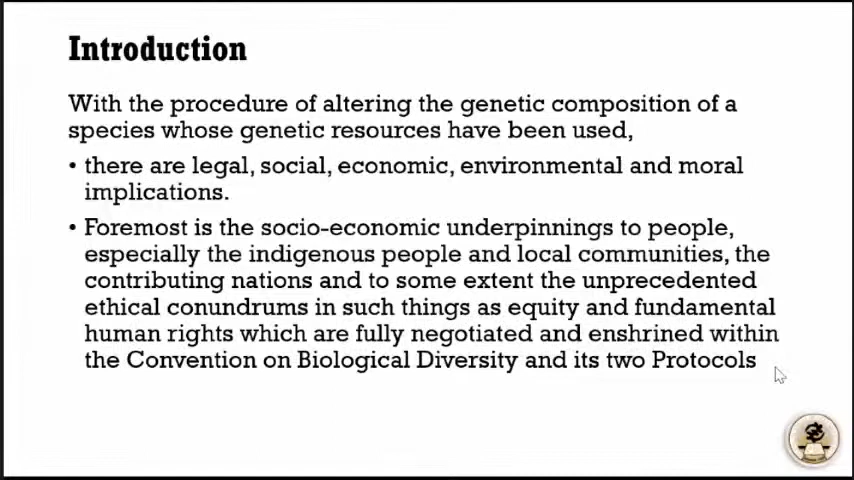 Introduction
With the procedure of altering the genetic composition of a
species whose genetic resources have been used,
• there are legal, social, economic, environmental and moral
implications.
• Foremost is the socio-economic underpinnings to people,
especially the indigenous people and local communities, the
contributing nations and to some extent the unprecedented
ethical conundrums in such things as equity and fundamental
human rights which are fully negotiated and enshrined within
the Convention on Biological Diversity and its two Protocols